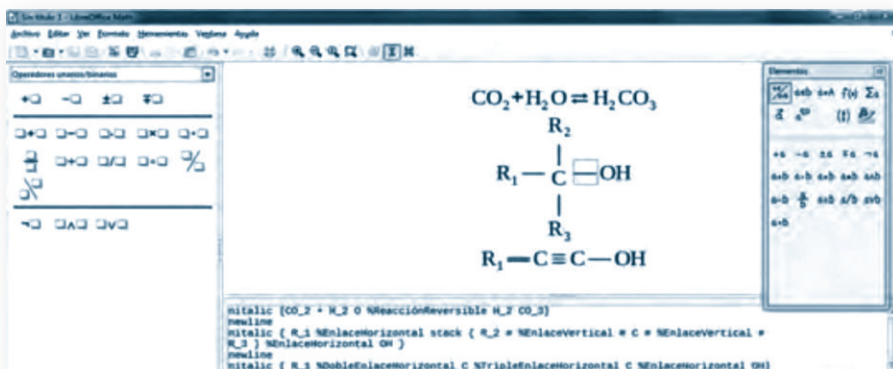 Sin título 1 - LibreOffice Math
Archivo Editar Ver Formato Herramientas Ventana Ayuda
Operadores unarios/binarios
+□ -□ ±□ ∓□
□+□ □-□ □·□ □×□
□/□
¬□ □∧□ □∨□
CO₂+H₂O⇌H₂CO₃
R₂
|
R₁—C—OH
|
R₃
R₁═C≡C—OH
Elementos
nitalic {CO_2 + H_2 O %ReacciónReversible H_2 CO_3}
newline
nitalic { R_1 %EnlaceHorizontal stack { R_2 # %EnlaceVertical # C # %EnlaceVertical #
R_3 } %EnlaceHorizontal OH }
newline
nitalic { R_1 %DobleEnlaceHorizontal C %TripleEnlaceHorizontal C %EnlaceHorizontal OH}